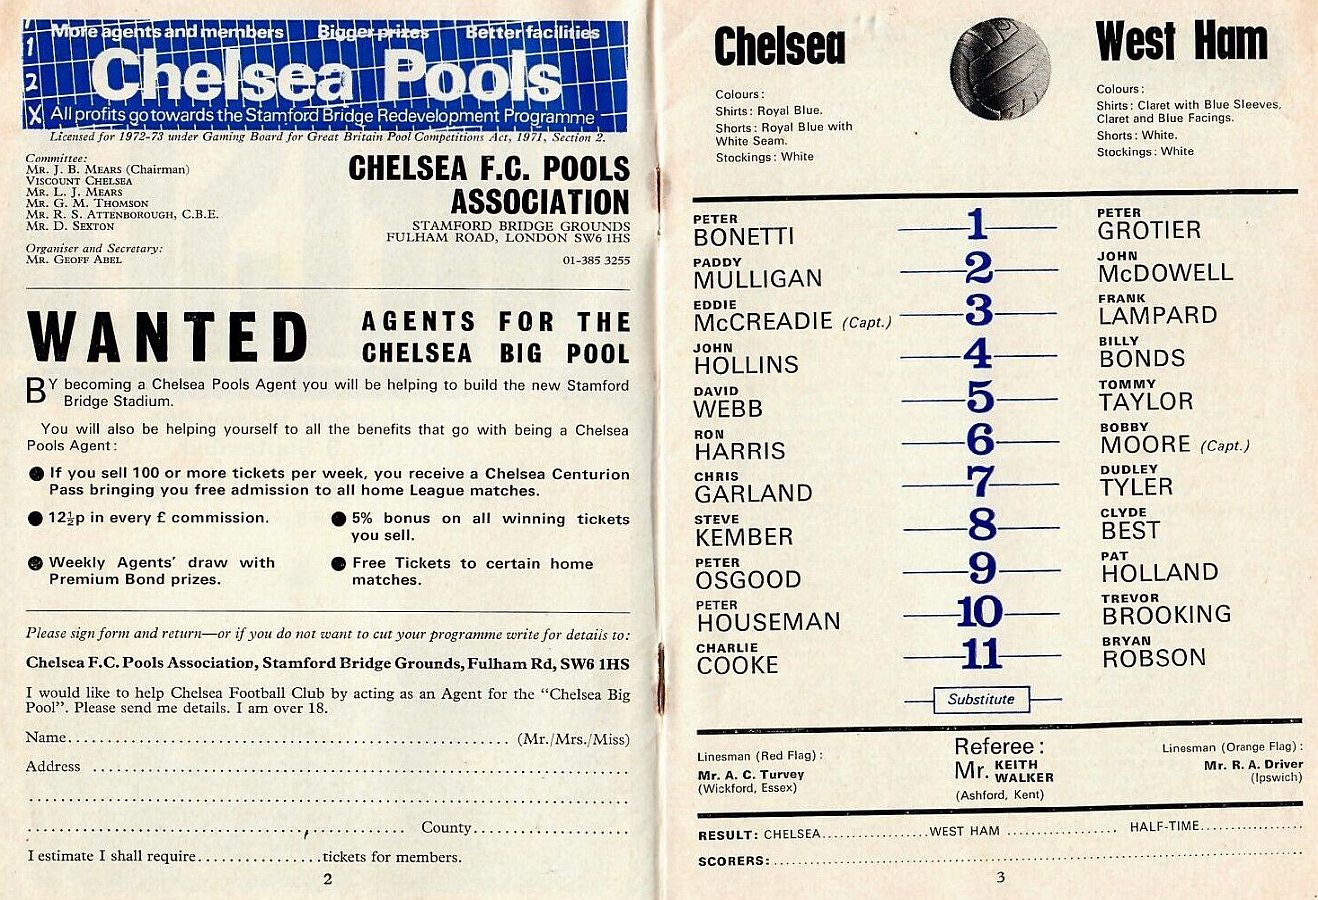 More agents and members Bigger prizes Better facilities
1
2
X
Chelsea Pools
All profits go towards the Stamford Bridge Redevelopment Programme
Licensed for 1972-73 under Gaming Board for Great Britain Pool Competitions Act, 1971, Section 2.
Committee:
MR. J. B. MEARS (Chairman)
VISCOUNT CHELSEA
MR. L. J. MEARS
MR. G. M. THOMSON
MR. R. S. ATTENBOROUGH, C.B.E.
MR. D. SEXTON
Organiser and Secretary:
MR. GEOFF ABEL
CHELSEA F.C. POOLS
ASSOCIATION
STAMFORD BRIDGE GROUNDS
FULHAM ROAD, LONDON SW6 1HS
01-385 3255
WANTED
AGENTS FOR THE
CHELSEA BIG POOL
BY becoming a Chelsea Pools Agent you will be helping to build the new Stamford
Bridge Stadium.
You will also be helping yourself to all the benefits that go with being a Chelsea
Pools Agent:
● If you sell 100 or more tickets per week, you receive a Chelsea Centurion
Pass bringing you free admission to all home League matches.
● 12½p in every £ commission.
● 5% bonus on all winning tickets
you sell.
● Weekly Agents' draw with
Premium Bond prizes.
● Free Tickets to certain home
matches.
Please sign form and return—or if you do not want to cut your programme write for details to:
Chelsea F.C. Pools Association, Stamford Bridge Grounds, Fulham Rd, SW6 1HS
I would like to help Chelsea Football Club by acting as an Agent for the "Chelsea Big
Pool". Please send me details. I am over 18.
Name.................................................. (Mr./Mrs./Miss)
Address ..................................................
..................................................
.................................................. County....................
I estimate I shall require................tickets for members.
2
Chelsea
Colours:
Shirts: Royal Blue.
Shorts: Royal Blue with
White Seam.
Stockings: White
West Ham
Colours:
Shirts: Claret with Blue Sleeves,
Claret and Blue Facings.
Shorts: White.
Stockings: White
PETER 1 PETER
BONETTI GROTIER
PADDY 2 JOHN
MULLIGAN McDOWELL
EDDIE 3 FRANK
McCREADIE (Capt.) LAMPARD
JOHN 4 BILLY
HOLLINS BONDS
DAVID 5 TOMMY
WEBB TAYLOR
RON 6 BOBBY
HARRIS MOORE (Capt.)
CHRIS 7 DUDLEY
GARLAND TYLER
STEVE 8 CLYDE
KEMBER BEST
PETER 9 PAT
OSGOOD HOLLAND
PETER 10 TREVOR
HOUSEMAN BROOKING
CHARLIE 11 BRYAN
COOKE ROBSON
Substitute
Linesman (Red Flag):
Mr. A. C. Turvey
(Wickford, Essex)
Referee:
Mr. KEITH
WALKER
(Ashford, Kent)
Linesman (Orange Flag):
Mr. R. A. Driver
(Ipswich)
RESULT: CHELSEA....................WEST HAM .................... HALF-TIME....................
SCORERS:..................................................
3